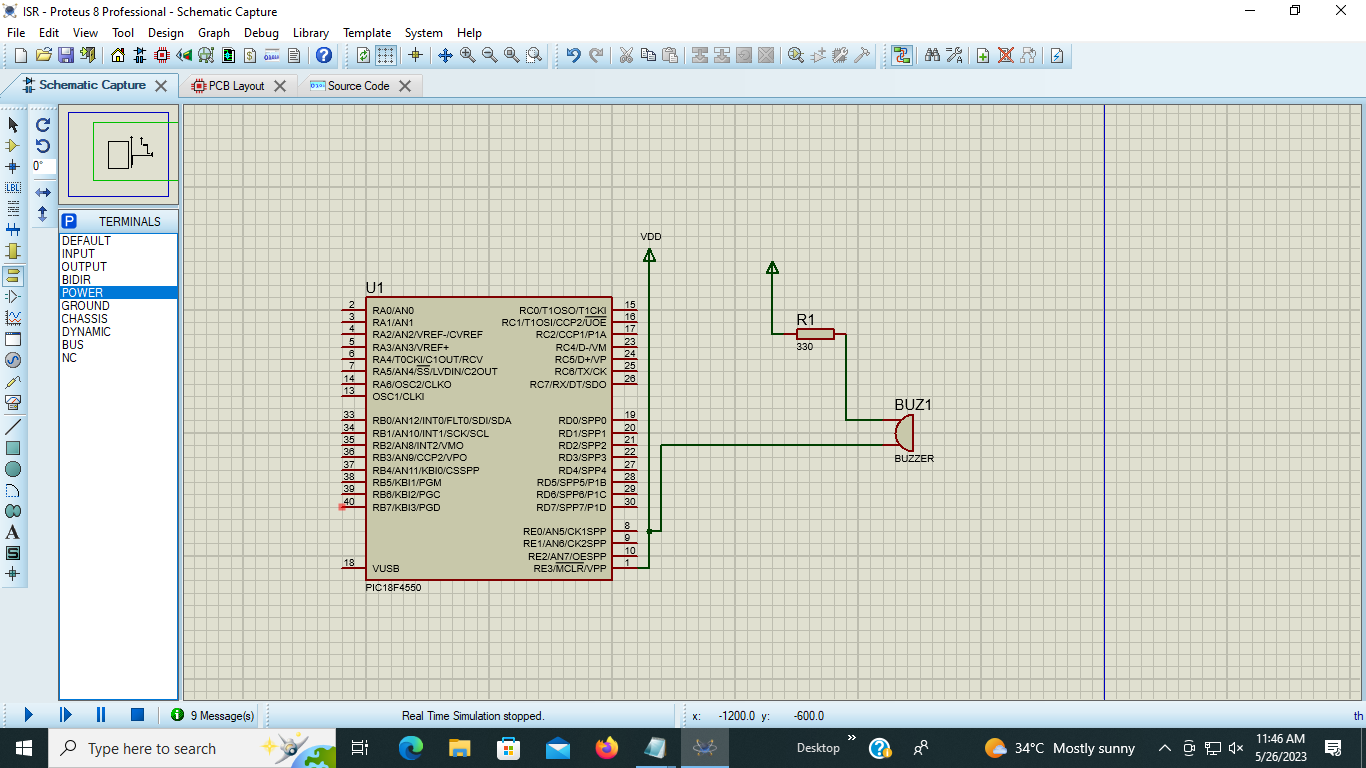 ISR - Proteus 8 Professional - Schematic Capture
File Edit View Tool Design Graph Debug Library Template System Help
Schematic Capture
PCB Layout
Source Code
LBL
0°
P TERMINALS
DEFAULT
INPUT
OUTPUT
BIDIR
POWER
GROUND
CHASSIS
DYNAMIC
BUS
NC
A
S
VDD
U1
2 RA0/AN0 RC0/T1OSO/T1CKI 15
3 RA1/AN1 RC1/T1OSI/CCP2/UOE 16
4 RA2/AN2/VREF-/CVREF RC2/CCP1/P1A 17
5 RA3/AN3/VREF+ RC4/D-/VM 23
6 RA4/T0CKI/C1OUT/RCV RC5/D+/VP 24
7 RA5/AN4/SS/LVDIN/C2OUT RC6/TX/CK 25
14 RA6/OSC2/CLKO RC7/RX/DT/SDO 26
13 OSC1/CLKI
33 RB0/AN12/INT0/FLT0/SDI/SDA RD0/SPP0 19
34 RB1/AN10/INT1/SCK/SCL RD1/SPP1 20
35 RB2/AN8/INT2/VMO RD2/SPP2 21
36 RB3/AN9/CCP2/VPO RD3/SPP3 22
37 RB4/AN11/KBI0/CSSPP RD4/SPP4 27
38 RB5/KBI1/PGM RD5/SPP5/P1B 28
39 RB6/KBI2/PGC RD6/SPP6/P1C 29
40 RB7/KBI3/PGD RD7/SPP7/P1D 30
RE0/AN5/CK1SPP 8
RE1/AN6/CK2SPP 9
RE2/AN7/OESPP 10
18 VUSB RE3/MCLR/VPP 1
PIC18F4550
R1
330
BUZ1
BUZZER
9 Message(s)
Real Time Simulation stopped.
x: -1200.0 y: -600.0
th
Type here to search
Desktop
34°C Mostly sunny
11:46 AM
5/26/2023